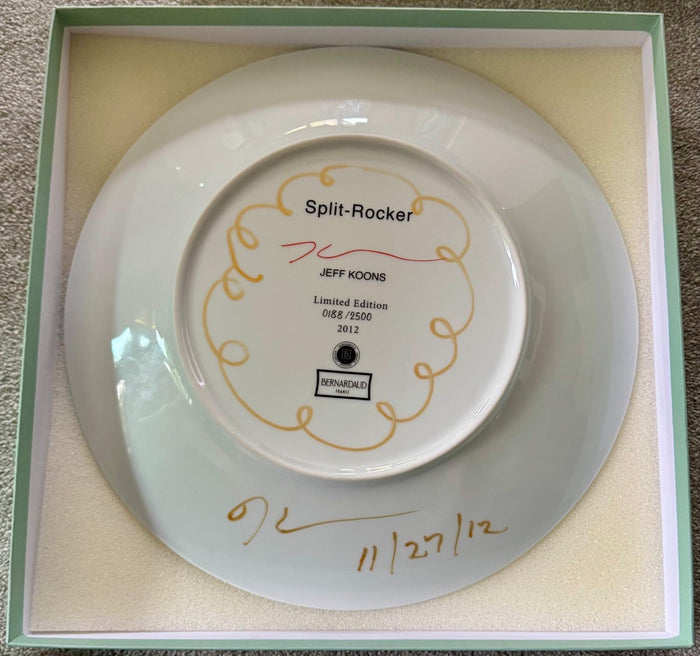 Split-Rocker
JEFF KOONS
Limited Edition
0188/2500
2012
BERNARDAUD
FRANCE
11/27/12